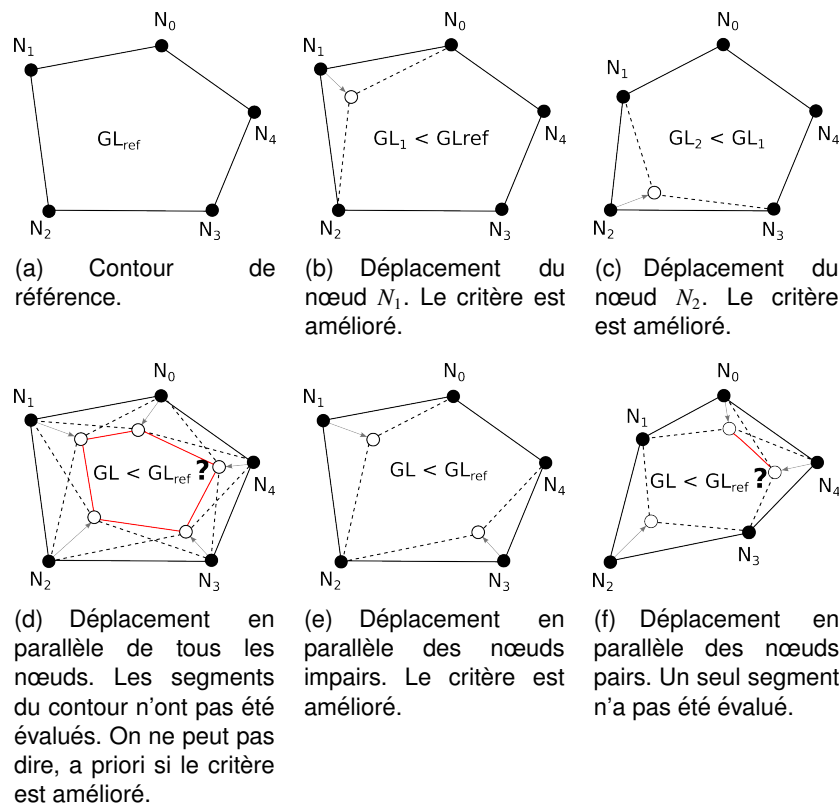 N₀
N₁
GL_ref
N₄
N₂
N₃
(a) Contour de
référence.
N₀
N₁
GL₁ < GLref
N₄
N₂
N₃
(b) Déplacement du
nœud N₁. Le critère est
amélioré.
N₀
N₁
GL₂ < GL₁
N₄
N₂
N₃
(c) Déplacement du
nœud N₂. Le critère
est amélioré.
N₀
N₁
GL < GL_ref ?
N₄
N₂
N₃
(d) Déplacement en
parallèle de tous les
nœuds. Les segments
du contour n'ont pas été
évalués. On ne peut pas
dire, a priori si le critère
est amélioré.
N₀
N₁
GL < GL_ref
N₄
N₂
N₃
(e) Déplacement en
parallèle des nœuds
impairs. Le critère est
amélioré.
N₀
N₁
GL < GL_ref ?
N₄
N₃
N₂
(f) Déplacement en
parallèle des nœuds
pairs. Un seul segment
n'a pas été évalué.